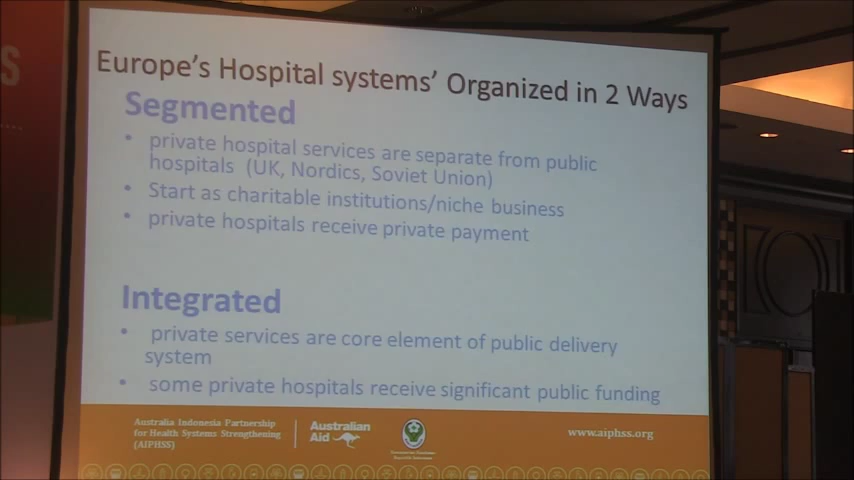 Europe's Hospital systems' Organized in 2 Ways
Segmented
• private hospital services are separate from public
hospitals (UK, Nordics, Soviet Union)
• Start as charitable institutions/niche business
• private hospitals receive private payment
Integrated
• private services are core element of public delivery
system
• some private hospitals receive significant public funding
Australia Indonesia Partnership
for Health Systems Strengthening
(AIPHSS)
Australian
Aid
www.aiphss.org
S